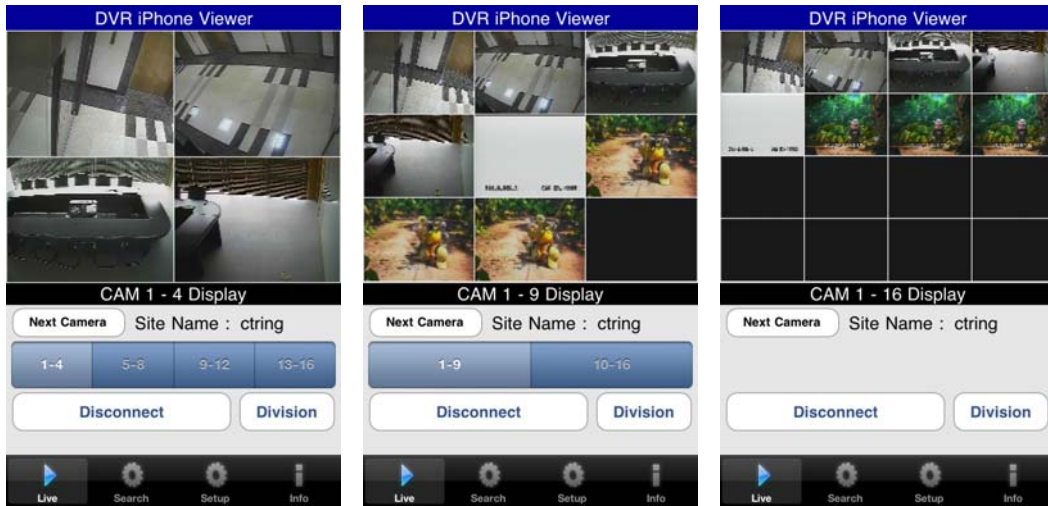 DVR iPhone Viewer
CAM 1 - 4 Display
Next Camera Site Name : ctring
1-4 5-8 9-12 13-16
Disconnect Division
Live Search Setup Info
DVR iPhone Viewer
CAM 1 - 9 Display
Next Camera Site Name : ctring
1-9 10-16
Disconnect Division
Live Search Setup Info
DVR iPhone Viewer
CAM 1 - 16 Display
Next Camera Site Name : ctring
Disconnect Division
Live Search Setup Info